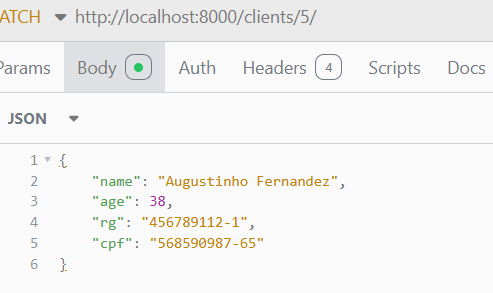 ATCH http://localhost:8000/clients/5/
Params Body Auth Headers 4 Scripts Docs
JSON
1 {
2 "name": "Augustinho Fernandez",
3 "age": 38,
4 "rg": "456789112-1",
5 "cpf": "568590987-65"
6 }